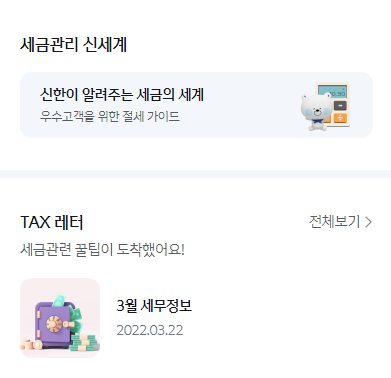 세금관리 신세계
신한이 알려주는 세금의 세계
우수고객을 위한 절세 가이드
TAX 레터
전체보기 >
세금관련 꿀팁이 도착했어요!
3월 세무정보
2022.03.22